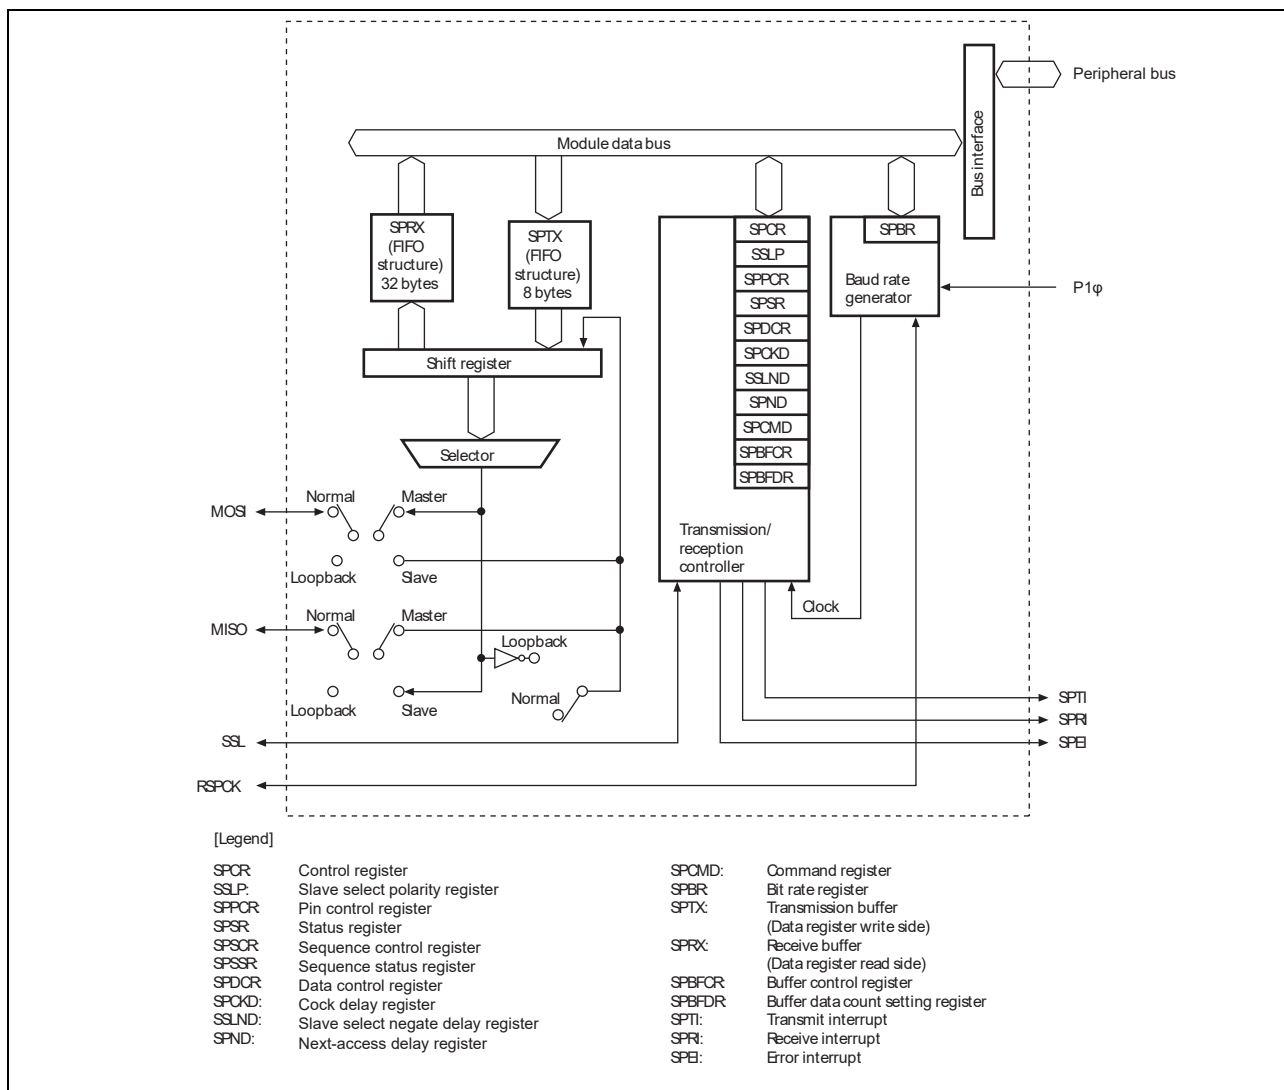 Peripheral bus
Bus interface
Module data bus
SPRX
(FIFO
structure)
32 bytes
SPTX
(FIFO
structure)
8 bytes
SPCR
SSLP
SPPCR
SPSR
SPDCR
SPCKD
SSLND
SPND
SPCMD
SPBFCR
SPBFDR
Transmission/
reception
controller
SPBR
Baud rate
generator
P1φ
Shift register
Selector
Clock
MOSI
Normal
Master
Loopback
Slave
MISO
Normal
Master
Loopback
Loopback
Slave
Normal
SSL
RSPCK
SPTI
SPRI
SPEI
[Legend]
SPCR: Control register
SSLP: Slave select polarity register
SPPCR: Pin control register
SPSR: Status register
SPSCR: Sequence control register
SPSSR: Sequence status register
SPDCR: Data control register
SPCKD: Cock delay register
SSLND: Slave select negate delay register
SPND: Next-access delay register
SPCMD: Command register
SPBR: Bit rate register
SPTX: Transmission buffer
(Data register write side)
SPRX: Receive buffer
(Data register read side)
SPBFCR: Buffer control register
SPBFDR: Buffer data count setting register
SPTI: Transmit interrupt
SPRI: Receive interrupt
SPEI: Error interrupt